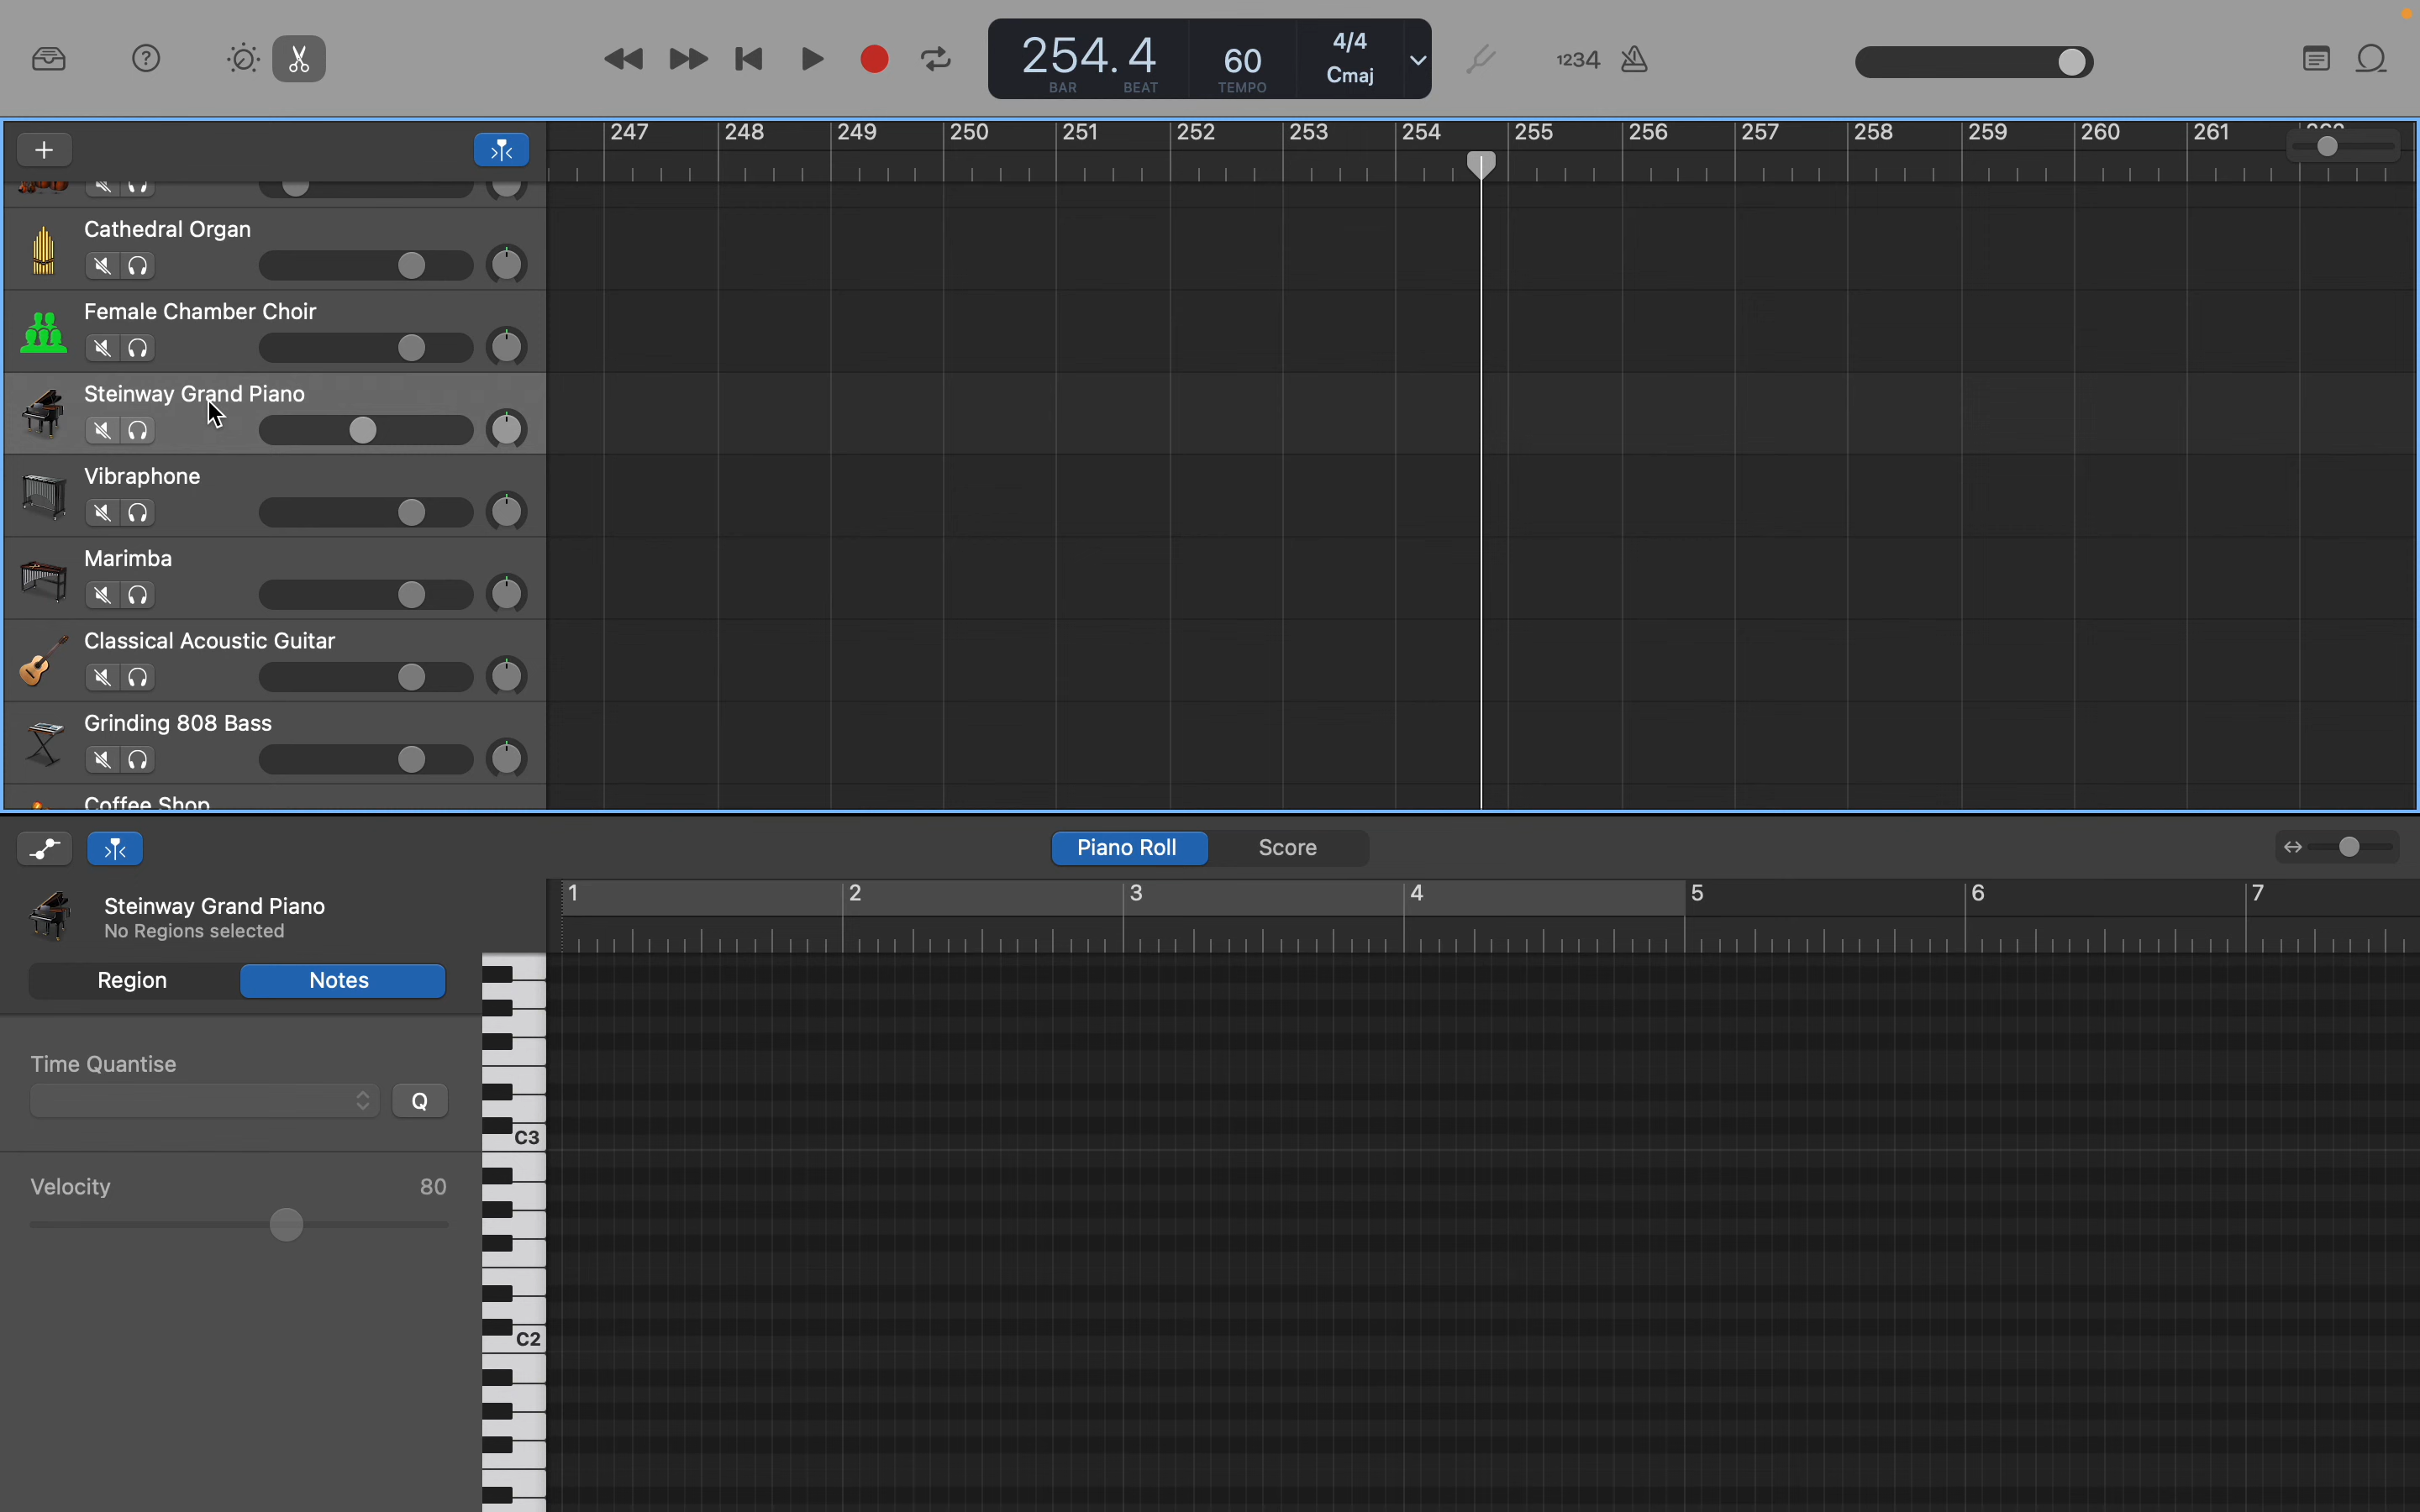 254.4
BAR BEAT
60
TEMPO
4/4
Cmaj
1234
247 248 249 250 251 252 253 254 255 256 257 258 259 260 261
Cathedral Organ
Female Chamber Choir
Steinway Grand Piano
Vibraphone
Marimba
Classical Acoustic Guitar
Grinding 808 Bass
Coffee Shop
Piano Roll Score
Steinway Grand Piano
No Regions selected
1 2 3 4 5 6 7
Region Notes
Time Quantise
Q
C3
Velocity 80
C2